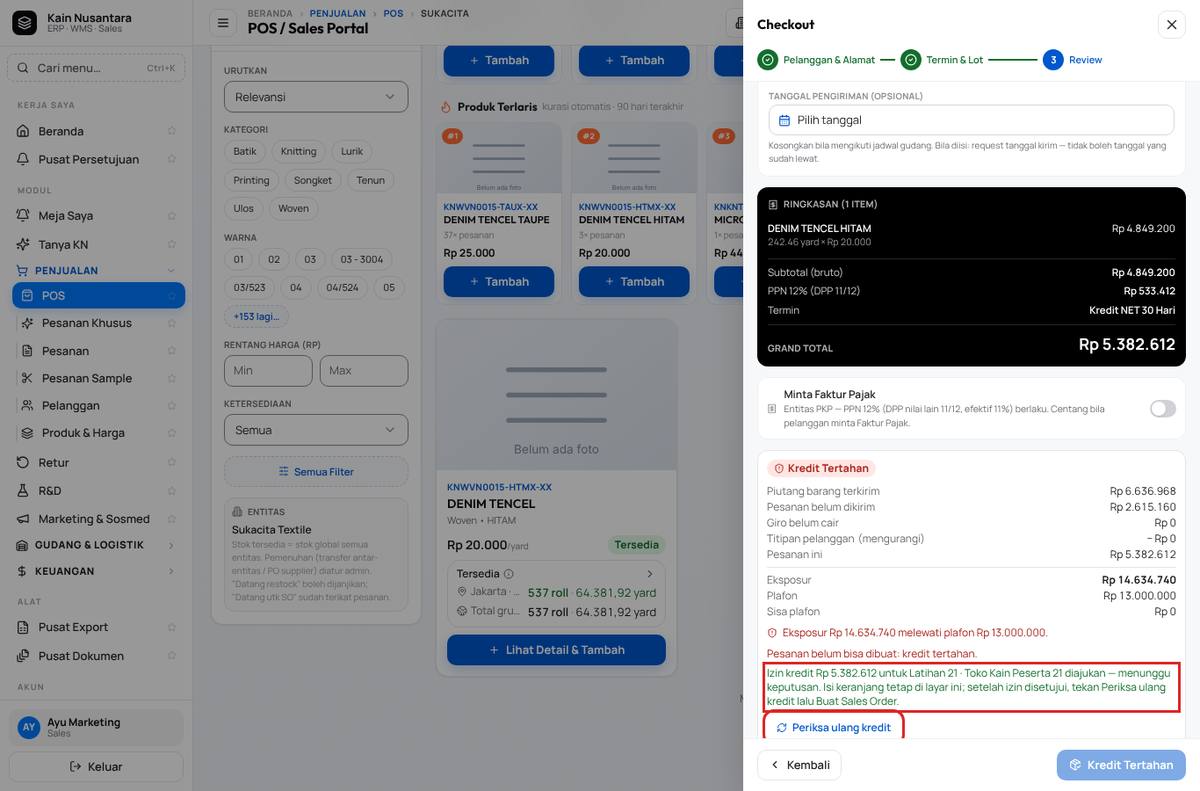 Kain Nusantara
ERP · WMS · Sales
Cari menu...
Ctrl+K
KERJA SAYA
Beranda
Pusat Persetujuan
MODUL
Meja Saya
Tanya KN
PENJUALAN
POS
Pesanan Khusus
Pesanan
Pesanan Sample
Pelanggan
Produk & Harga
Retur
R&D
Marketing & Sosmed
GUDANG & LOGISTIK
KEUANGAN
ALAT
Pusat Export
Pusat Dokumen
AKUN
AY
Ayu Marketing
Sales
Keluar
BERANDA › PENJUALAN › POS › SUKACITA
POS / Sales Portal
URUTKAN
Relevansi
KATEGORI
Batik Knitting Lurik
Printing Songket Tenun
Ulos Woven
WARNA
01 02 03 03 - 3004
03/523 04 04/524 05
+153 lagi...
RENTANG HARGA (RP)
Min Max
KETERSEDIAAN
Semua
Semua Filter
ENTITAS
Sukacita Textile
Stok tersedia = stok global semua
entitas. Pemenuhan (transfer antar-
entitas / PO supplier) diatur admin.
"Datang restock" boleh dijanjikan;
"Datang utk SO" sudah terikat pesanan.
+ Tambah + Tambah
Produk Terlaris kurasi otomatis · 90 hari terakhir
#1
Belum ada foto
KNWVN0015-TAUX-XX
DENIM TENCEL TAUPE
37× pesanan
Rp 25.000
+ Tambah
#2
Belum ada foto
KNWVN0015-HTMX-XX
DENIM TENCEL HITAM
3× pesanan
Rp 20.000
+ Tambah
#3
Belum ada foto
KNWVN0015-HTMX-XX
DENIM TENCEL
Woven • HITAM
Rp 20.000/yard
Tersedia
Tersedia
Jakarta · ... 537 roll · 64.381,92 yard
Total gru... 537 roll · 64.381,92 yard
+ Lihat Detail & Tambah
Checkout
Pelanggan & Alamat
Termin & Lot
3 Review
TANGGAL PENGIRIMAN (OPSIONAL)
Pilih tanggal
Kosongkan bila mengikuti jadwal gudang. Bila diisi: request tanggal kirim — tidak boleh tanggal yang
sudah lewat.
RINGKASAN (1 ITEM)
DENIM TENCEL HITAM Rp 4.849.200
242.46 yard × Rp 20.000
Subtotal (bruto) Rp 4.849.200
PPN 12% (DPP 11/12) Rp 533.412
Termin Kredit NET 30 Hari
GRAND TOTAL Rp 5.382.612
Minta Faktur Pajak
Entitas PKP — PPN 12% (DPP nilai lain 11/12, efektif 11%) berlaku. Centang bila
pelanggan minta Faktur Pajak.
Kredit Tertahan
Piutang barang terkirim Rp 6.636.968
Pesanan belum dikirim Rp 2.615.160
Giro belum cair Rp 0
Titipan pelanggan (mengurangi) − Rp 0
Pesanan ini Rp 5.382.612
Eksposur Rp 14.634.740
Plafon Rp 13.000.000
Sisa plafon Rp 0
Eksposur Rp 14.634.740 melewati plafon Rp 13.000.000.
Pesanan belum bisa dibuat: kredit tertahan.
Izin kredit Rp 5.382.612 untuk Latihan 21 · Toko Kain Peserta 21 diajukan — menunggu
keputusan. Isi keranjang tetap di layar ini; setelah izin disetujui, tekan Periksa ulang
kredit lalu Buat Sales Order.
Periksa ulang kredit
Kembali
Kredit Tertahan